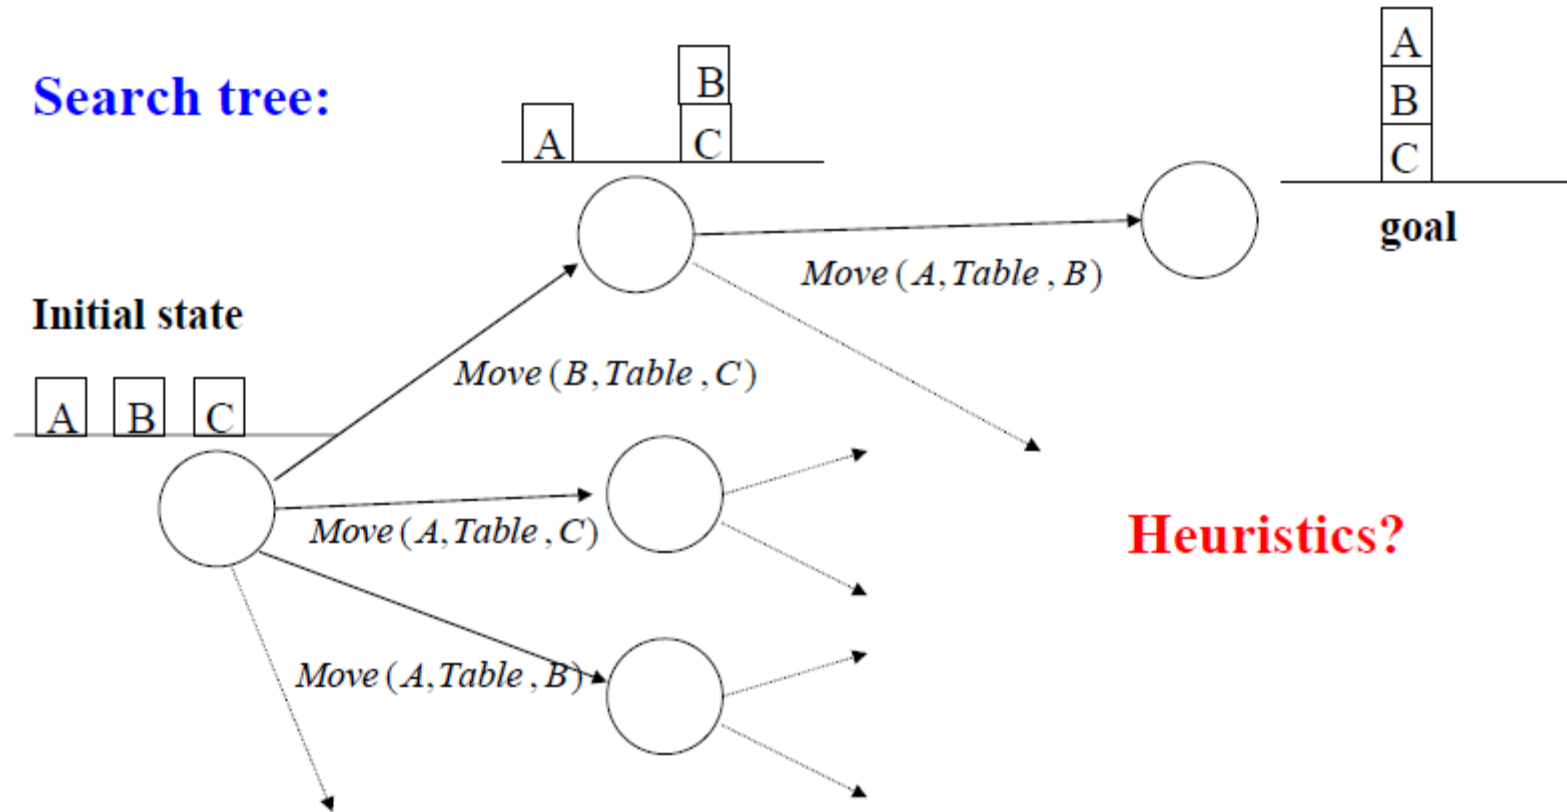 Search tree:
A
B
C
A
B
C
goal
Move (A,Table , B)
Initial state
A B C
Move (B,Table , C)
Move (A,Table , C)
Heuristics?
Move (A,Table , B)